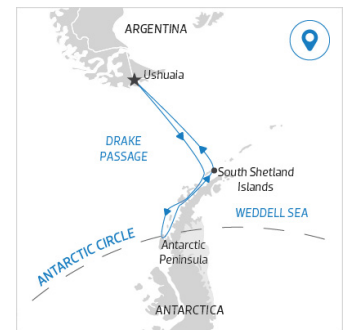 ARGENTINA
Ushuaia
DRAKE
PASSAGE
South Shetland
Islands
WEDDELL SEA
ANTARCTIC CIRCLE
Antarctic
Peninsula
ANTARCTICA